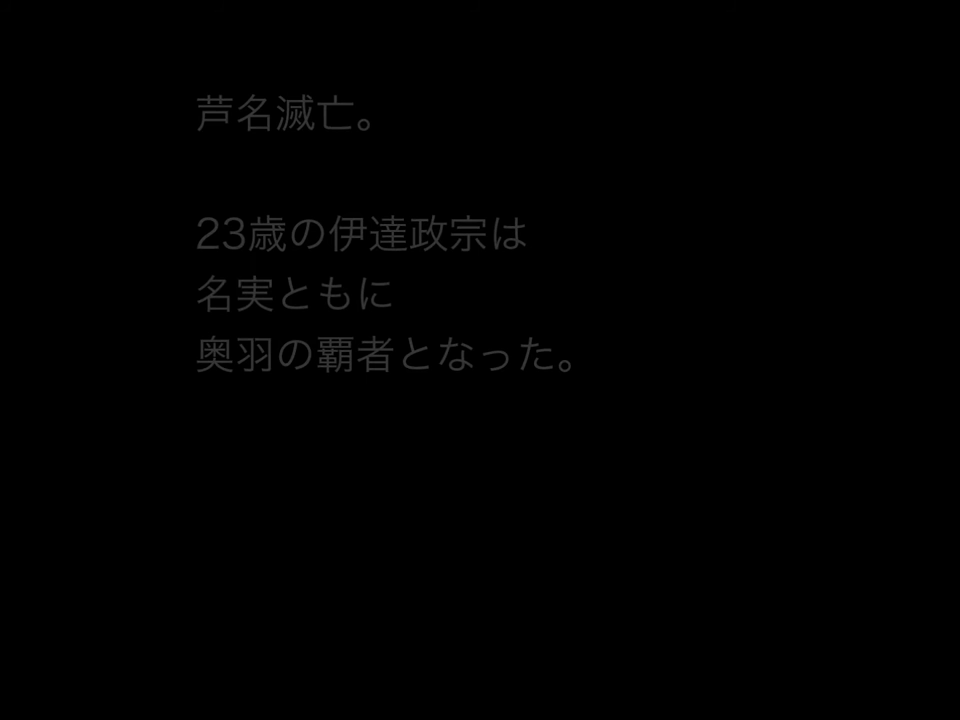 芦名滅亡。
23歳の伊達政宗は
名実ともに
奥羽の覇者となった。